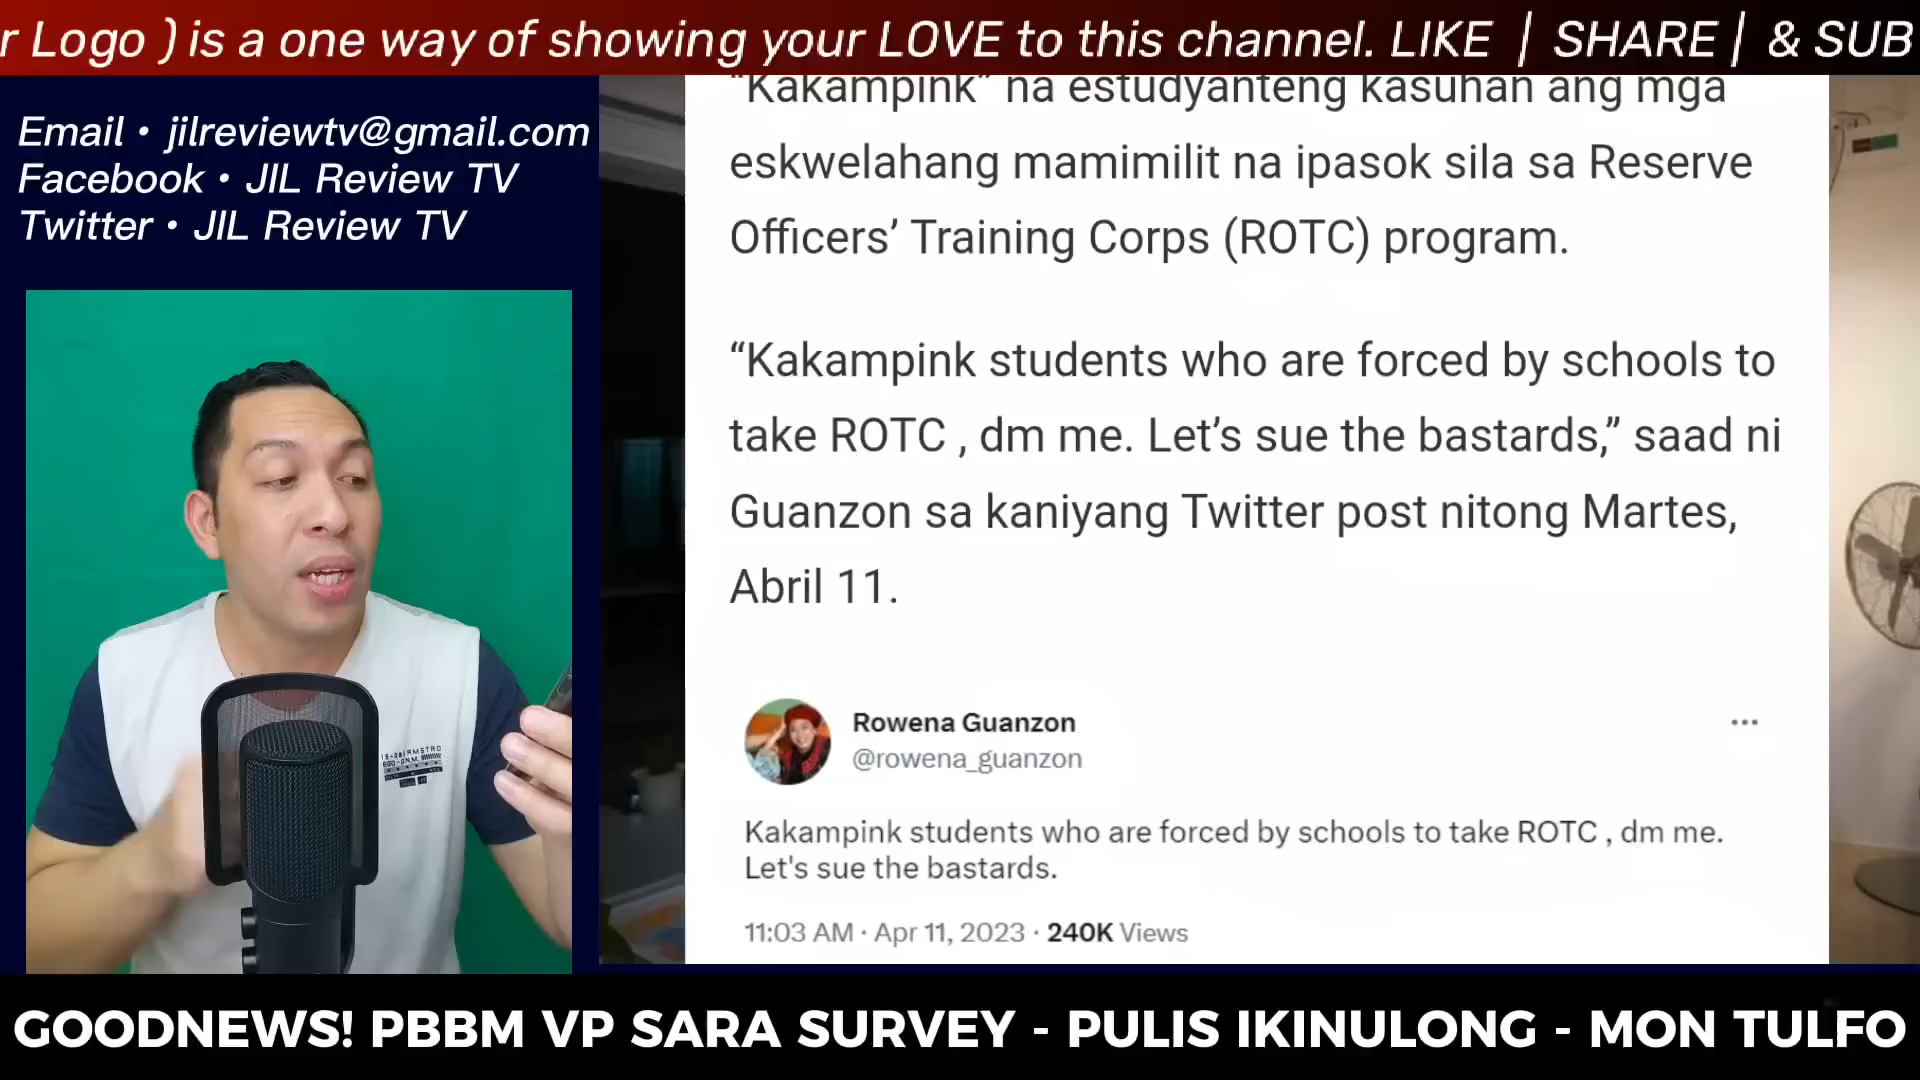 r Logo ) is a one way of showing your LOVE to this channel. LIKE | SHARE | & SUB
Email • jilreviewtv@gmail.com
Facebook • JIL Review TV
Twitter • JIL Review TV
“Kakampink” na estudyanteng kasuhan ang mga
eskwelahang mamimilit na ipasok sila sa Reserve
Officers’ Training Corps (ROTC) program.
“Kakampink students who are forced by schools to
take ROTC , dm me. Let’s sue the bastards,” saad ni
Guanzon sa kaniyang Twitter post nitong Martes,
Abril 11.
Rowena Guanzon
@rowena_guanzon
Kakampink students who are forced by schools to take ROTC , dm me.
Let's sue the bastards.
11:03 AM · Apr 11, 2023 · 240K Views
GOODNEWS! PBBM VP SARA SURVEY - PULIS IKINULONG - MON TULFO